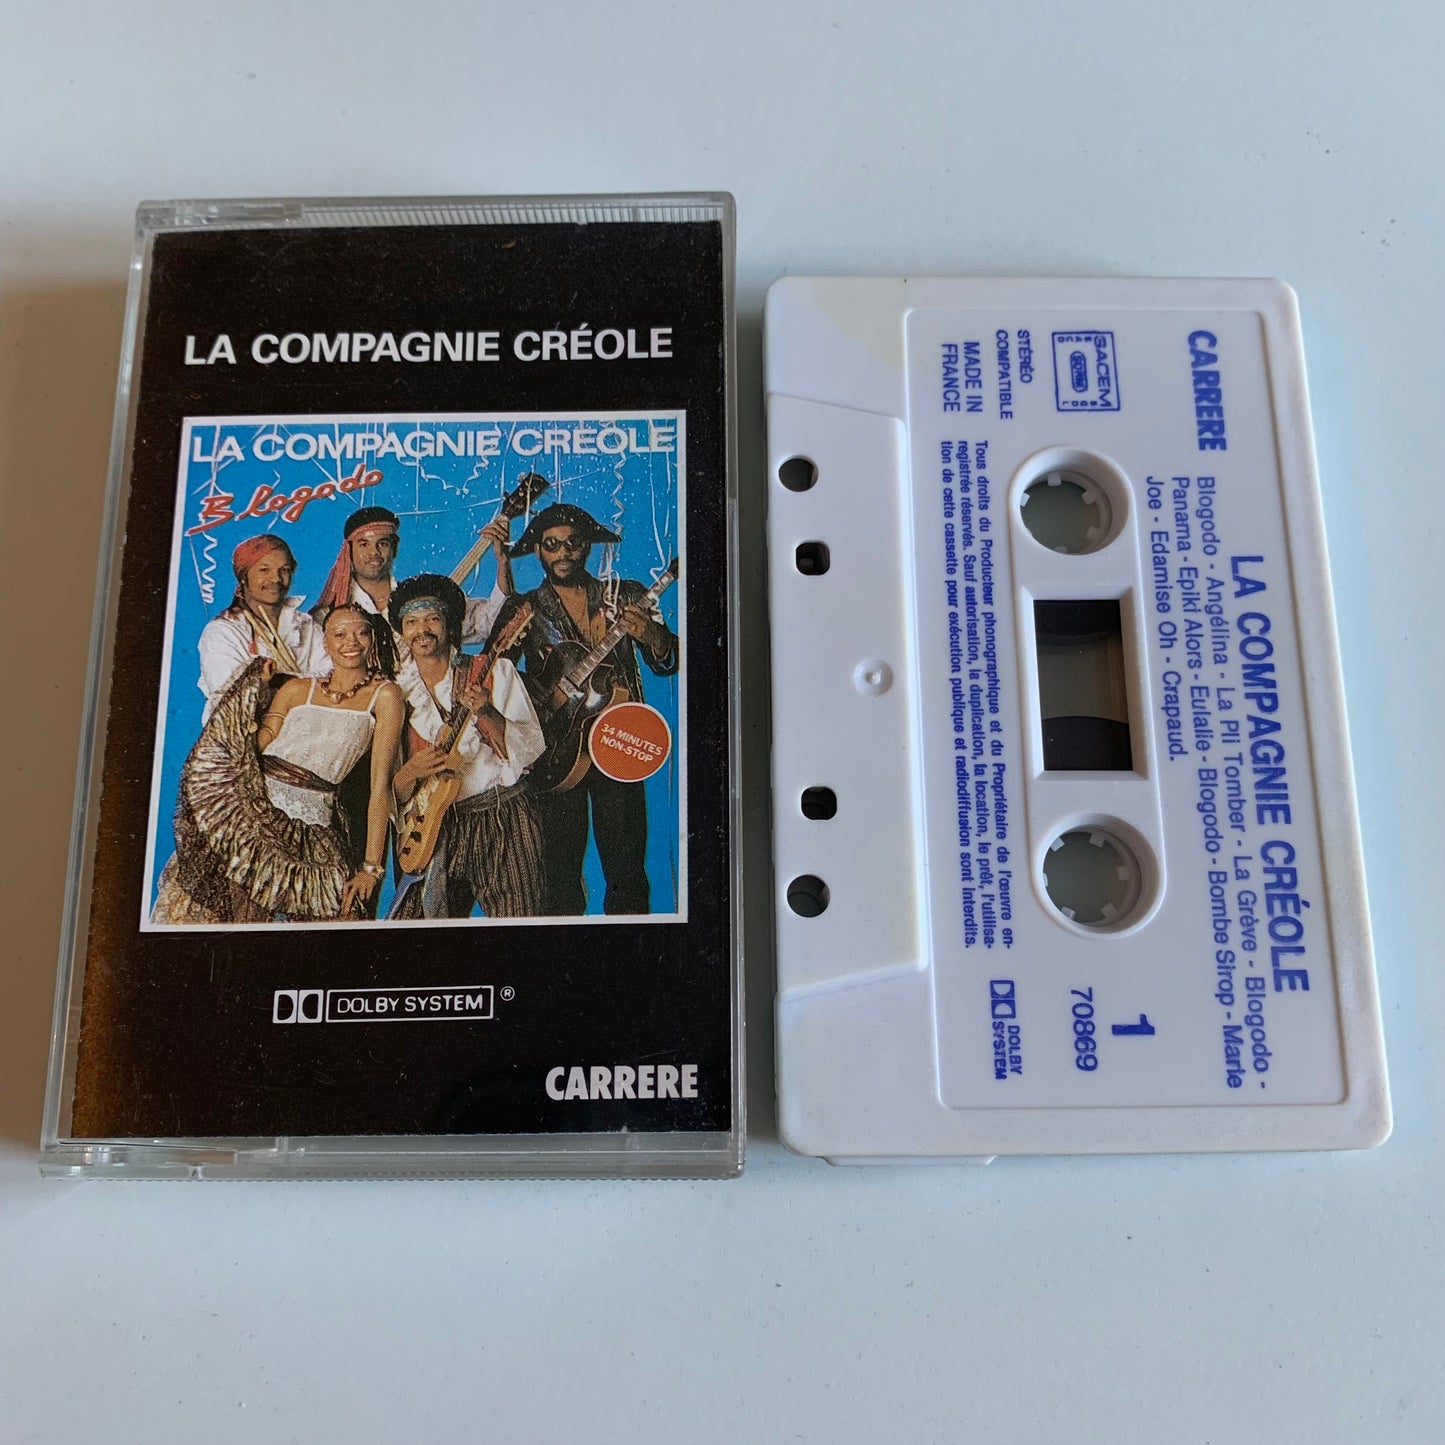 LA COMPAGNIE CRÉOLE
LA COMPAGNIE CRÉOLE
Blogodo
34 MINUTES
NON-STOP
DOLBY SYSTEM ®
CARRERE
CARRERE
LA COMPAGNIE CRÉOLE
Blogodo - Angélina - La Pli Tomber - La Grève - Blogodo -
Panama - Epiki Alors - Eulalie - Blogodo - Bombe Sirop - Marie
Joe - Edamise Oh - Crapaud.
1
70869
SACEM
STÉRÉO
COMPATIBLE
MADE IN
FRANCE
Tous droits du Producteur phonographique et du Propriétaire de l'œuvre en-
registrée réservés. Sauf autorisation, la duplication, la location, le prêt, l'utilisa-
tion de cette cassette pour exécution publique et radiodiffusion sont interdits.
DOLBY
SYSTEM